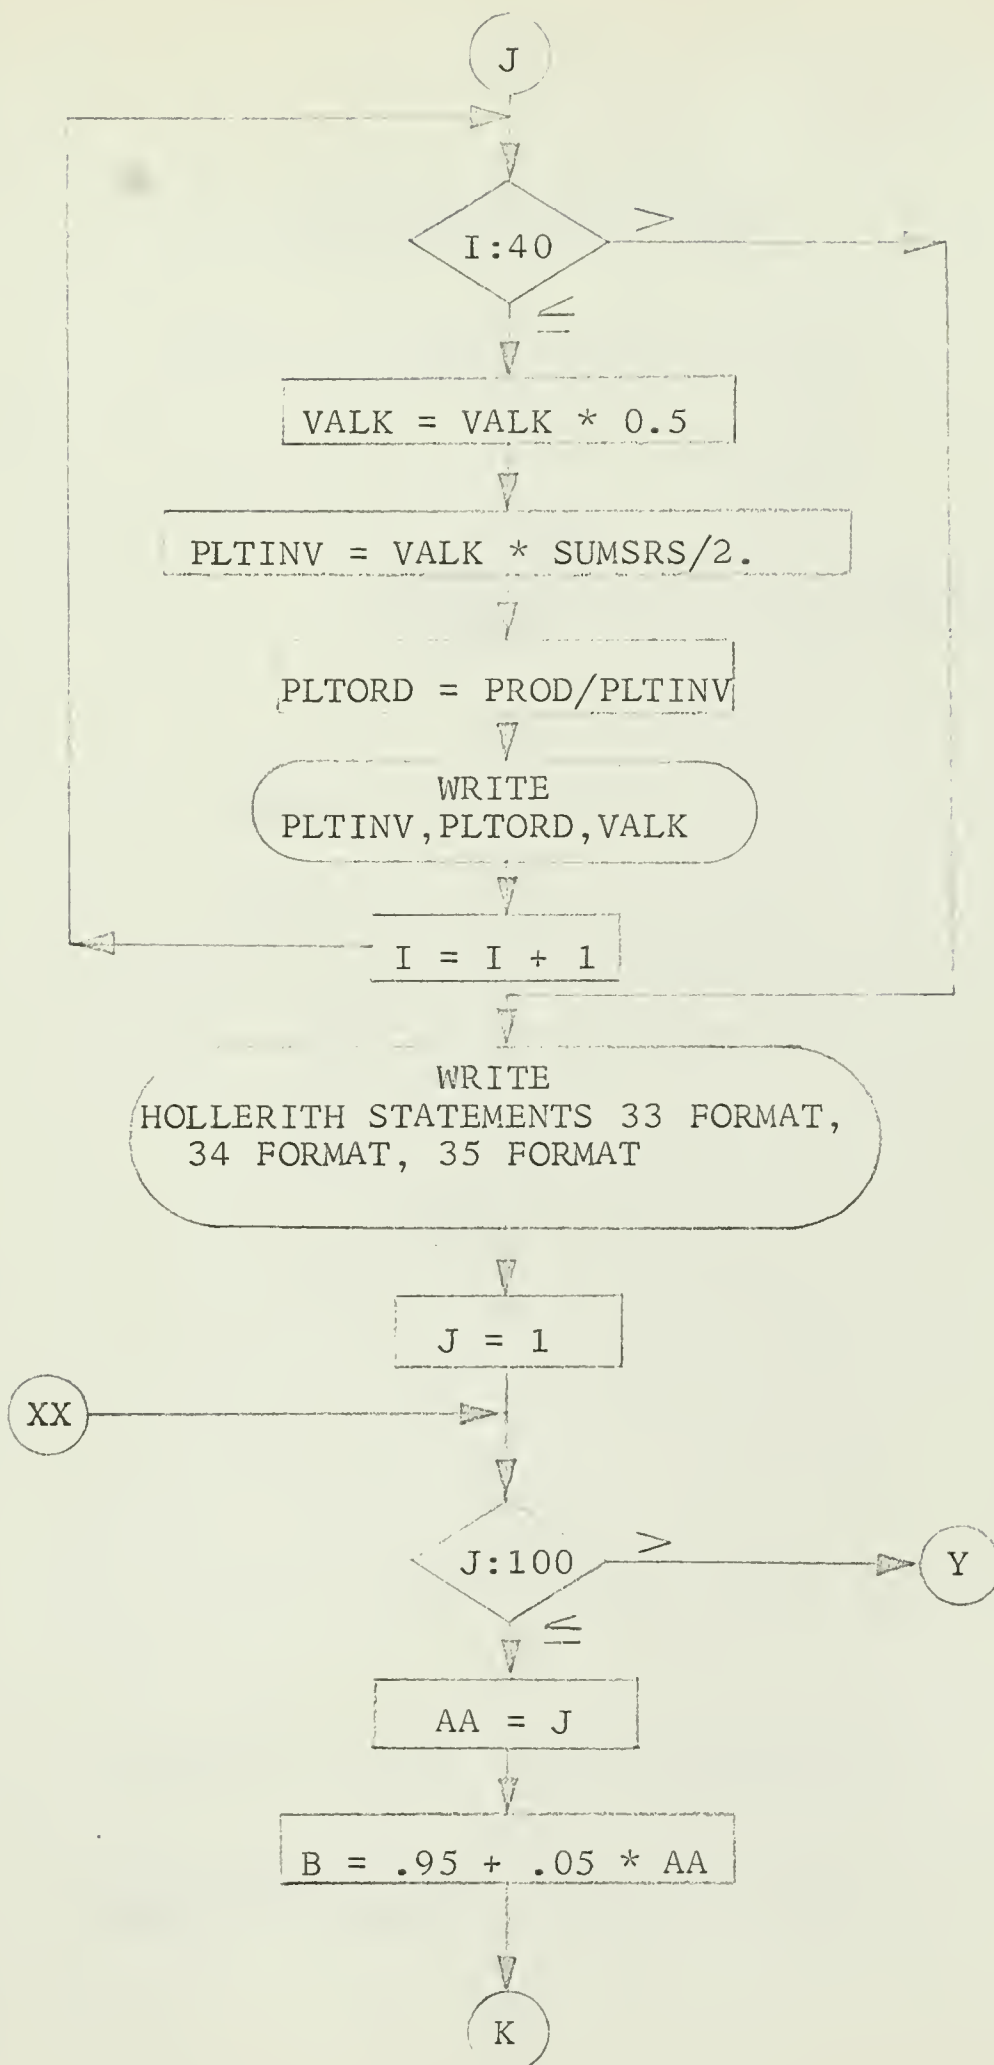 J
I:40
>
≤
VALK = VALK * 0.5
PLTINV = VALK * SUMSRS/2.
PLTORD = PROD/PLTINV
WRITE
PLTINV,PLTORD,VALK
I = I + 1
WRITE
HOLLERITH STATEMENTS 33 FORMAT,
34 FORMAT, 35 FORMAT
J = 1
XX
J:100
>
Y
≤
AA = J
B = .95 + .05 * AA
K